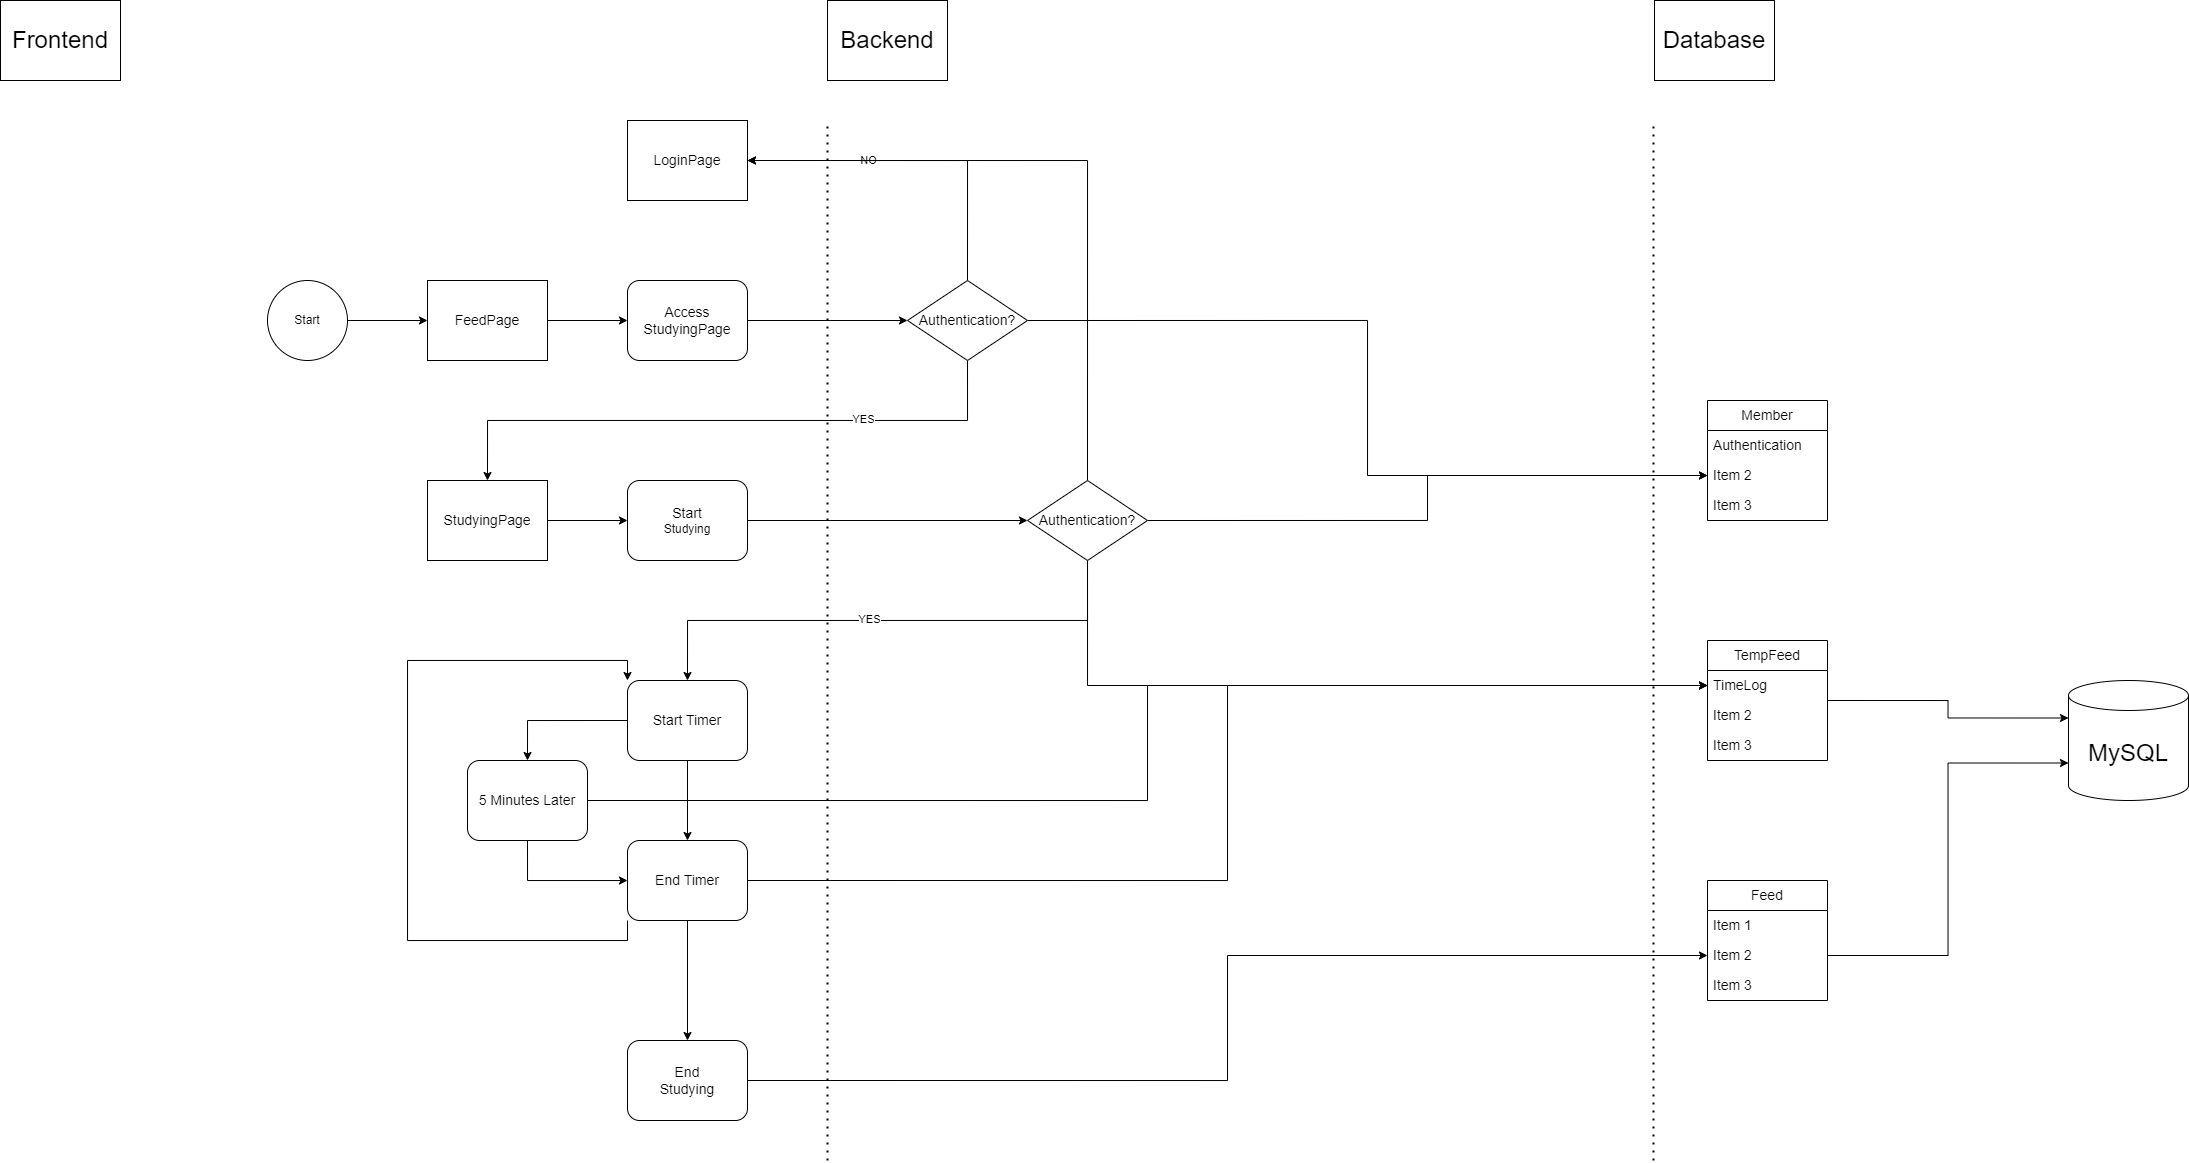 Frontend
Backend
Database
LoginPage
NO
Start
FeedPage
Access
StudyingPage
Authentication?
YES
Member
Authentication
Item 2
Item 3
StudyingPage
Start
Studying
Authentication?
YES
TempFeed
TimeLog
Item 2
Item 3
Start Timer
MySQL
5 Minutes Later
End Timer
Feed
Item 1
Item 2
Item 3
End
Studying